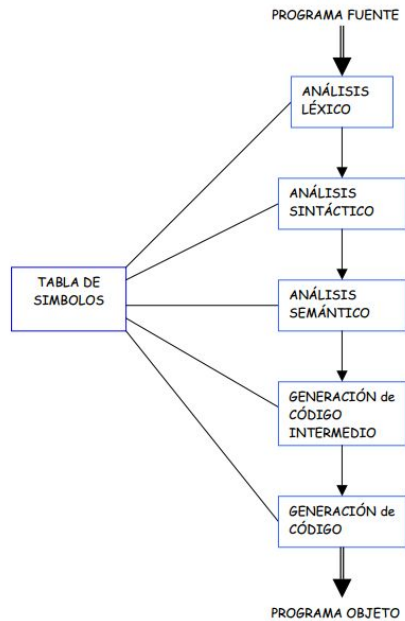 PROGRAMA FUENTE
ANÁLISIS
LÉXICO
ANÁLISIS
SINTÁCTICO
TABLA DE
SIMBOLOS
ANÁLISIS
SEMÁNTICO
GENERACIÓN de
CÓDIGO
INTERMEDIO
GENERACIÓN de
CÓDIGO
PROGRAMA OBJETO